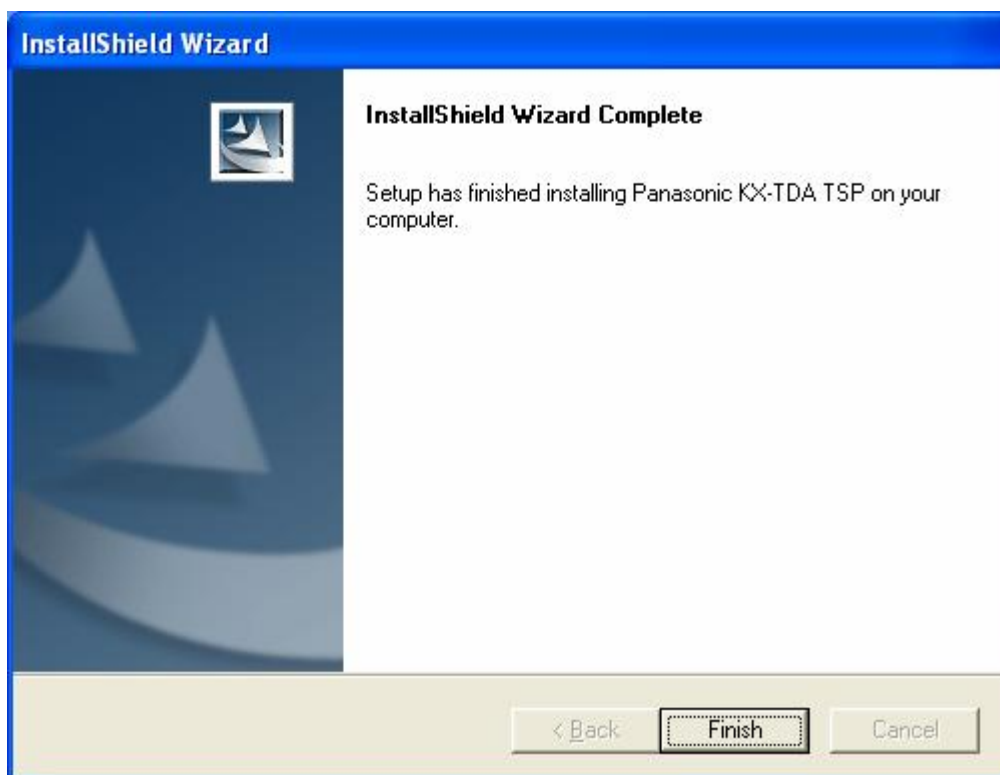 InstallShield Wizard
InstallShield Wizard Complete
Setup has finished installing Panasonic KX-TDA TSP on your
computer.
< Back
Finish
Cancel